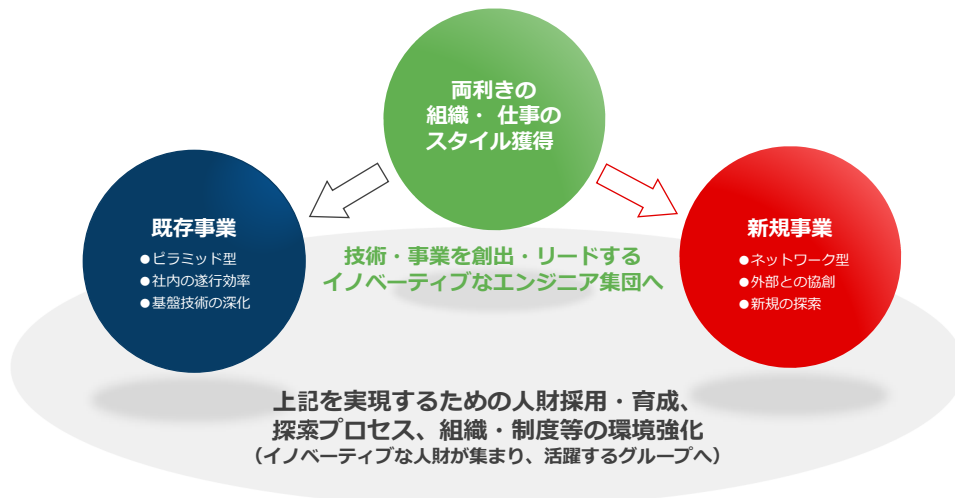 両利きの
組織・ 仕事の
スタイル獲得
既存事業
●ピラミッド型
●社内の遂行効率
●基盤技術の深化
技術・事業を創出・リードする
イノベーティブなエンジニア集団へ
新規事業
●ネットワーク型
●外部との協創
●新規の探索
上記を実現するための人財採用・育成、
探索プロセス、組織・制度等の環境強化
（イノベーティブな人財が集まり、活躍するグループへ）